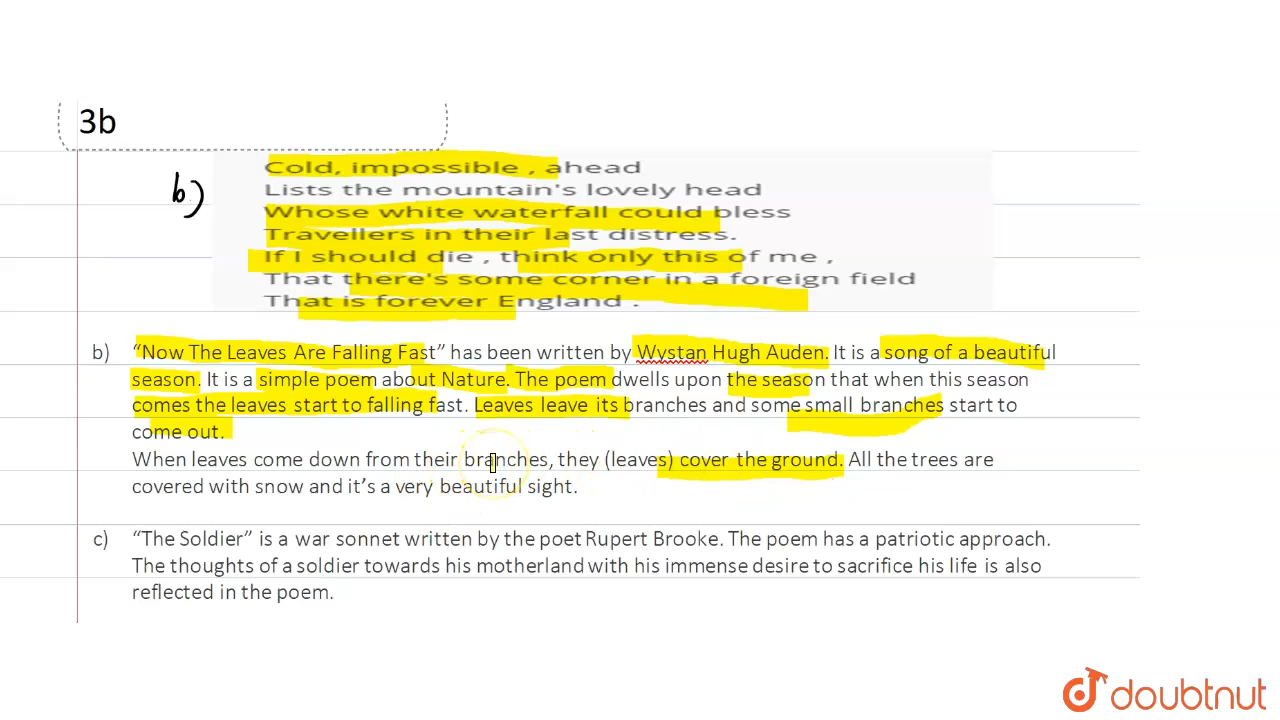 3b
b)
Cold, impossible , ahead
Lists the mountain's lovely head
Whose white waterfall could bless
Travellers in their last distress.
If I should die , think only this of me ,
That there's some corner in a foreign field
That is forever England .
b) "Now The Leaves Are Falling Fast" has been written by Wystan Hugh Auden. It is a song of a beautiful
season. It is a simple poem about Nature. The poem dwells upon the season that when this season
comes the leaves start to falling fast. Leaves leave its branches and some small branches start to
come out.
When leaves come down from their branches, they (leaves) cover the ground. All the trees are
covered with snow and it's a very beautiful sight.
c) "The Soldier" is a war sonnet written by the poet Rupert Brooke. The poem has a patriotic approach.
The thoughts of a soldier towards his motherland with his immense desire to sacrifice his life is also
reflected in the poem.
doubtnut